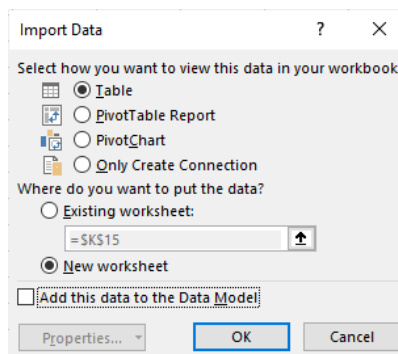 Import Data ?
Select how you want to view this data in your workbook
Table
PivotTable Report
PivotChart
Only Create Connection
Where do you want to put the data?
Existing worksheet:
=$K$15
New worksheet
Add this data to the Data Model
Properties...
OK
Cancel